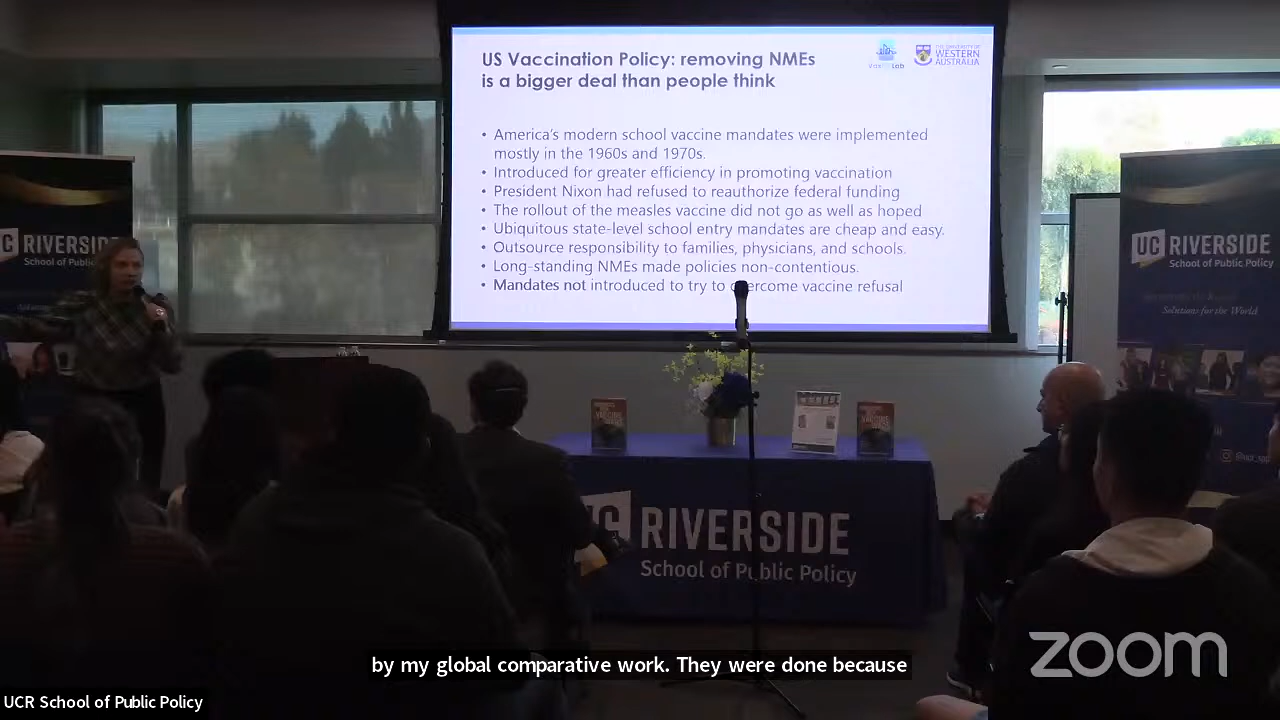 US Vaccination Policy: removing NMEs
is a bigger deal than people think
VaxPolLab
THE UNIVERSITY OF
WESTERN
AUSTRALIA
• America's modern school vaccine mandates were implemented
mostly in the 1960s and 1970s.
• Introduced for greater efficiency in promoting vaccination
• President Nixon had refused to reauthorize federal funding
• The rollout of the measles vaccine did not go as well as hoped
• Ubiquitous state-level school entry mandates are cheap and easy.
• Outsource responsibility to families, physicians, and schools.
• Long-standing NMEs made policies non-contentious.
• Mandates not introduced to try to overcome vaccine refusal
RIVERSIDE
School of Public Policy
UC RIVERSIDE
School of Public Policy
Solutions for the World
@ucr_spp
VACCINE
UC RIVERSIDE
School of Public Policy
by my global comparative work. They were done because
zoom
UCR School of Public Policy